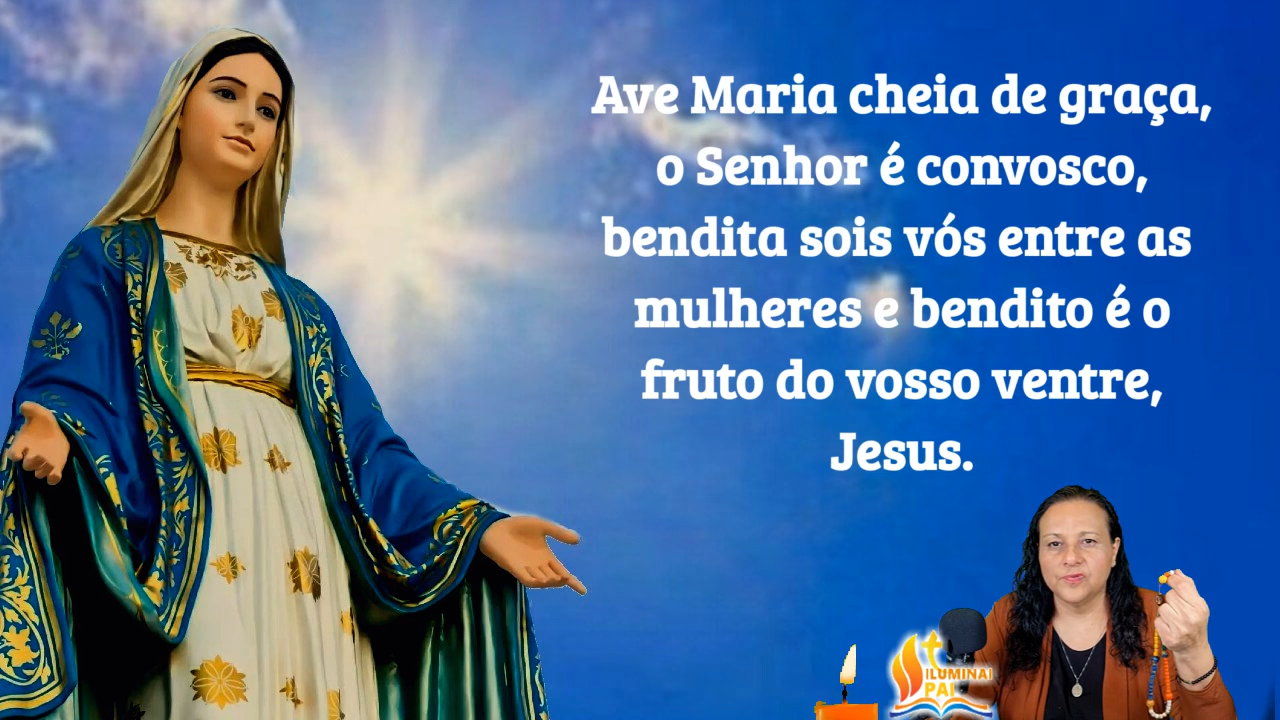 Ave Maria cheia de graça,
o Senhor é convosco,
bendita sois vós entre as
mulheres e bendito é o
fruto do vosso ventre,
Jesus.
ILUMINAI
PAI